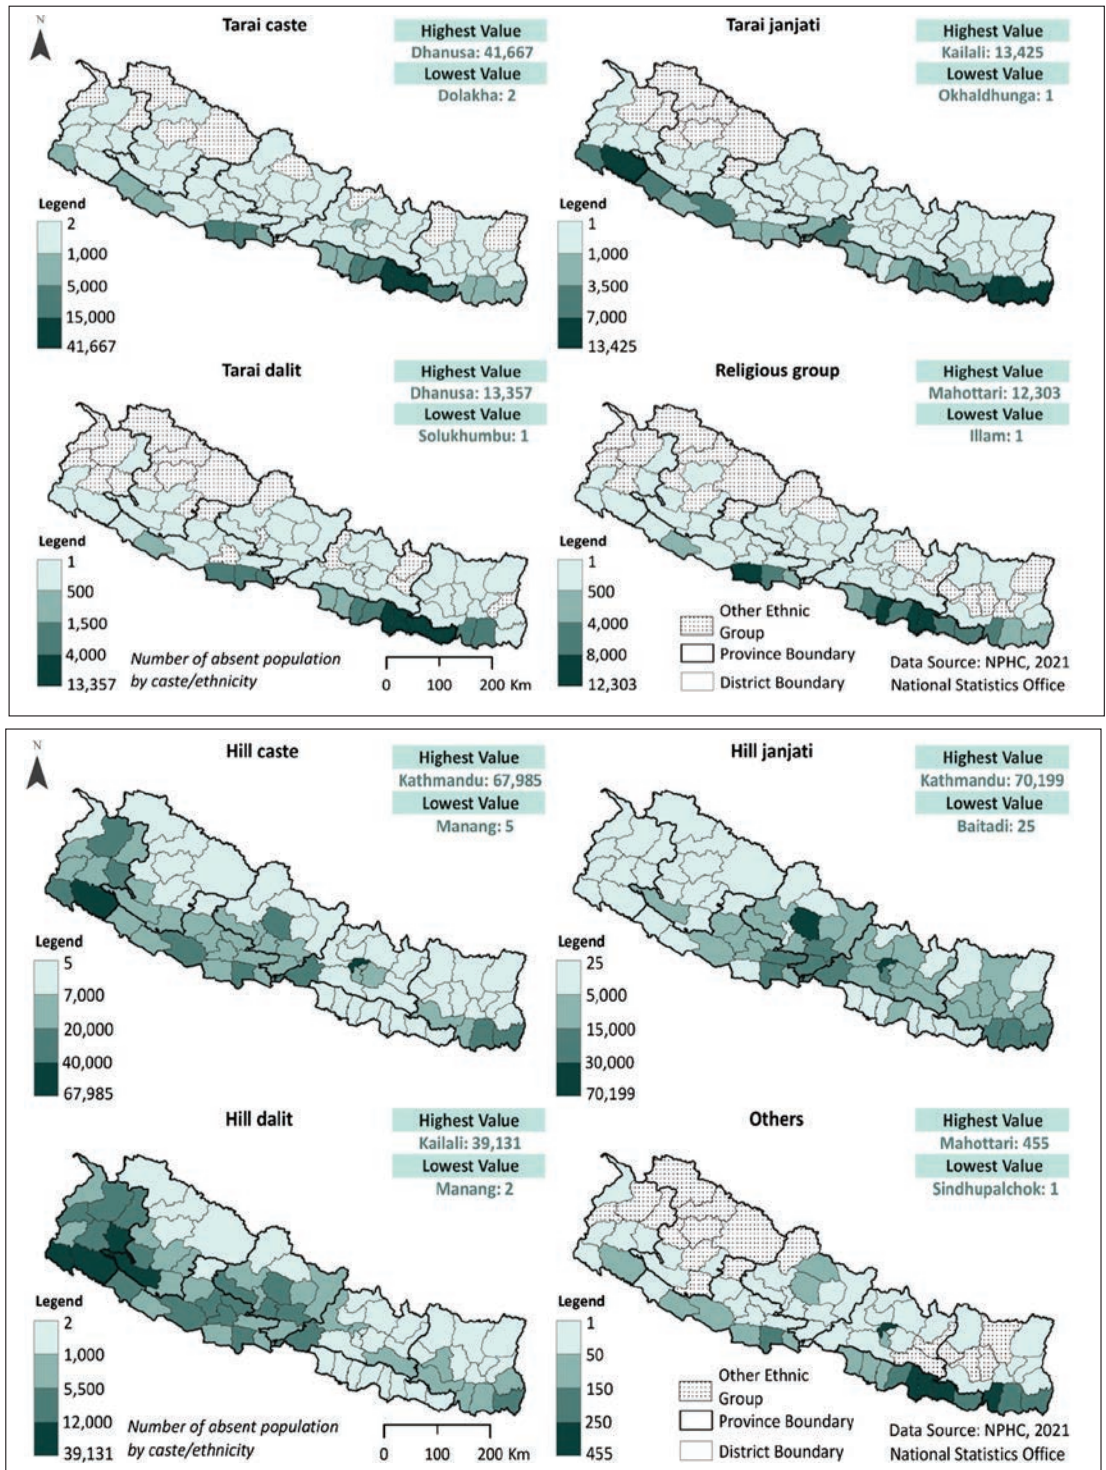 N
Tarai caste
Highest Value
Dhanusa: 41,667
Lowest Value
Dolakha: 2
Legend
2
1,000
5,000
15,000
41,667
Tarai janjati
Highest Value
Kailali: 13,425
Lowest Value
Okhaldhunga: 1
Legend
1
1,000
3,500
7,000
13,425
Tarai dalit
Highest Value
Dhanusa: 13,357
Lowest Value
Solukhumbu: 1
Legend
1
500
1,500
4,000
13,357
Number of absent population
by caste/ethnicity
0 100 200 Km
Religious group
Highest Value
Mahottari: 12,303
Lowest Value
Illam: 1
Legend
1
500
4,000
8,000
12,303
Other Ethnic
Group
Province Boundary
District Boundary
Data Source: NPHC, 2021
National Statistics Office
N
Hill caste
Highest Value
Kathmandu: 67,985
Lowest Value
Manang: 5
Legend
5
7,000
20,000
40,000
67,985
Hill janjati
Highest Value
Kathmandu: 70,199
Lowest Value
Baitadi: 25
Legend
25
5,000
15,000
30,000
70,199
Hill dalit
Highest Value
Kailali: 39,131
Lowest Value
Manang: 2
Legend
2
1,000
5,500
12,000
39,131
Number of absent population
by caste/ethnicity
0 100 200 Km
Others
Highest Value
Mahottari: 455
Lowest Value
Sindhupalchok: 1
Legend
1
50
150
250
455
Other Ethnic
Group
Province Boundary
District Boundary
Data Source: NPHC, 2021
National Statistics Office